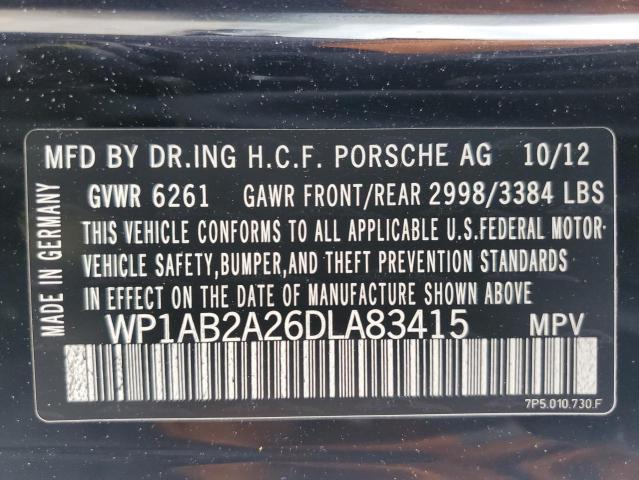 MFD BY DR.ING H.C.F. PORSCHE AG 10/12
GVWR 6261 GAWR FRONT/REAR 2998/3384 LBS
THIS VEHICLE CONFORMS TO ALL APPLICABLE U.S.FEDERAL MOTOR-
VEHICLE SAFETY,BUMPER,AND THEFT PREVENTION STANDARDS
IN EFFECT ON THE DATE OF MANUFACTURE SHOWN ABOVE
WP1AB2A26DLA83415 MPV
7P5.010.730.F
MADE IN GERMANY